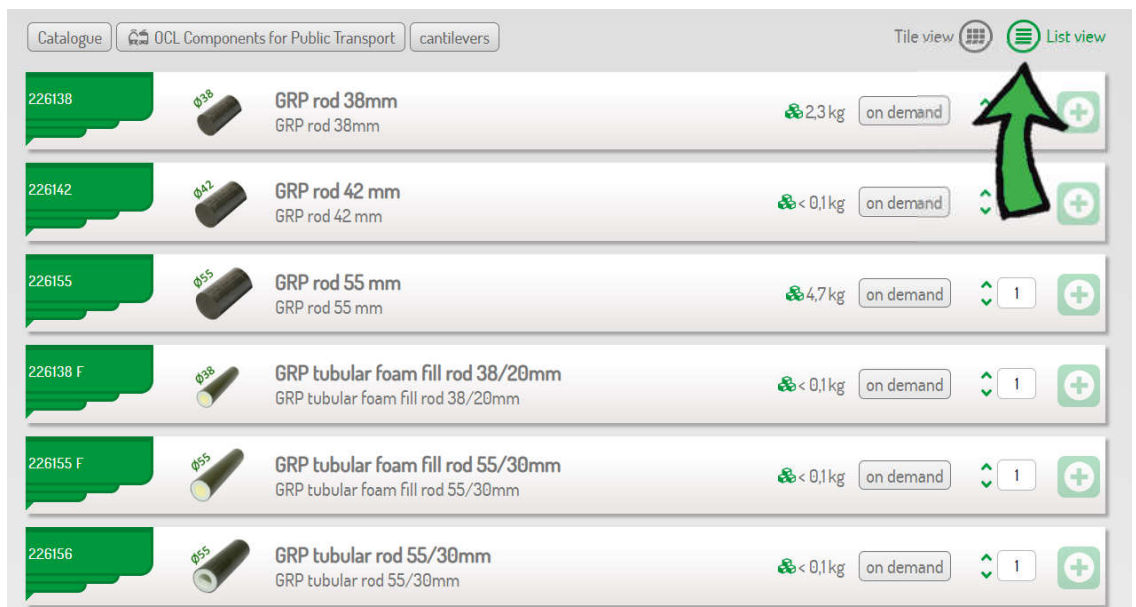 Catalogue OCL Components for Public Transport cantilevers Tile view List view
226138
Ø38
GRP rod 38mm
GRP rod 38mm
2,3 kg on demand
226142
Ø42
GRP rod 42 mm
GRP rod 42 mm
< 0,1 kg on demand
226155
Ø55
GRP rod 55 mm
GRP rod 55 mm
4,7 kg on demand 1
226138 F
Ø38
GRP tubular foam fill rod 38/20mm
GRP tubular foam fill rod 38/20mm
< 0,1 kg on demand 1
226155 F
Ø55
GRP tubular foam fill rod 55/30mm
GRP tubular foam fill rod 55/30mm
< 0,1 kg on demand 1
226156
Ø55
GRP tubular rod 55/30mm
GRP tubular rod 55/30mm
< 0,1 kg on demand 1